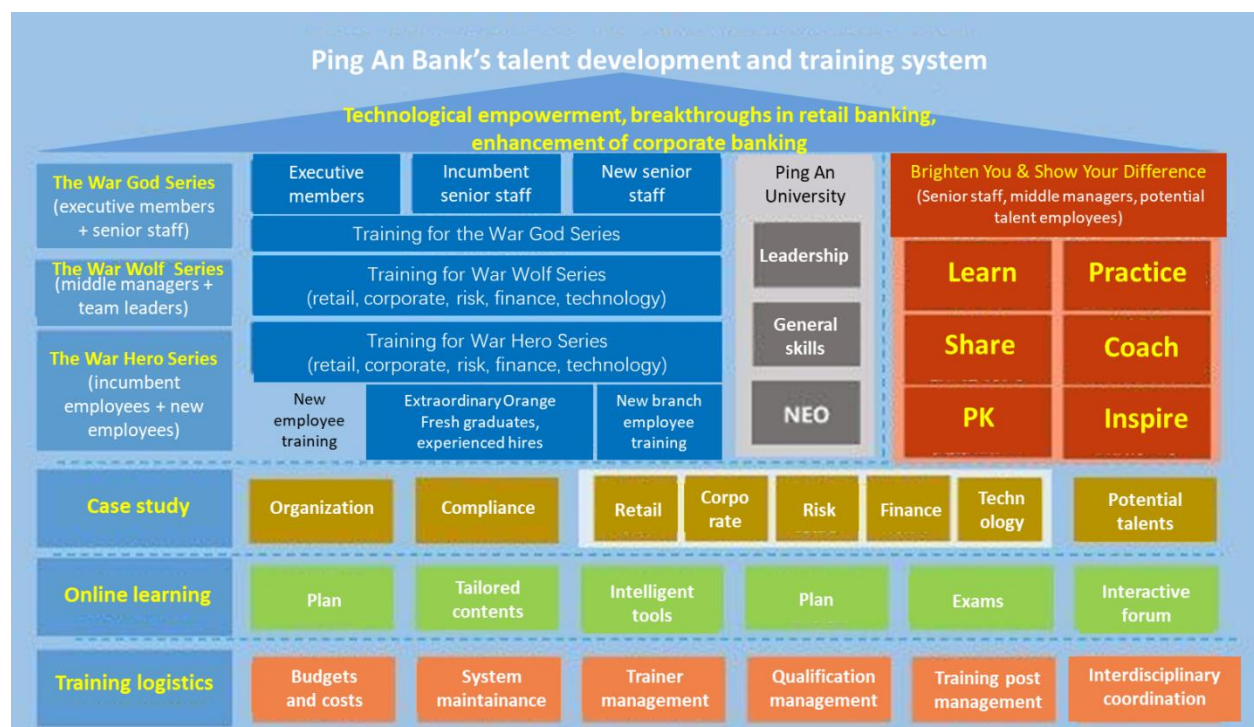 Ping An Bank's talent development and training system
Technological empowerment, breakthroughs in retail banking,
enhancement of corporate banking
The War God Series
(executive members
+ senior staff)
Executive
members
Incumbent
senior staff
New senior
staff
Training for the War God Series
The War Wolf Series
(middle managers +
team leaders)
Training for War Wolf Series
(retail, corporate, risk, finance, technology)
The War Hero Series
(incumbent
employees + new
employees)
Training for War Hero Series
(retail, corporate, risk, finance, technology)
New
employee
training
Extraordinary Orange
Fresh graduates,
experienced hires
New branch
employee
training
Ping An
University
Leadership
General
skills
NEO
Brighten You & Show Your Difference
(Senior staff, middle managers, potential
talent employees)
Learn
Practice
Share
Coach
PK
Inspire
Case study
Organization
Compliance
Retail
Corpo
rate
Risk
Finance
Techn
ology
Potential
talents
Online learning
Plan
Tailored
contents
Intelligent
tools
Plan
Exams
Interactive
forum
Training logistics
Budgets
and costs
System
maintainance
Trainer
management
Qualification
management
Training post
management
Interdisciplinary
coordination